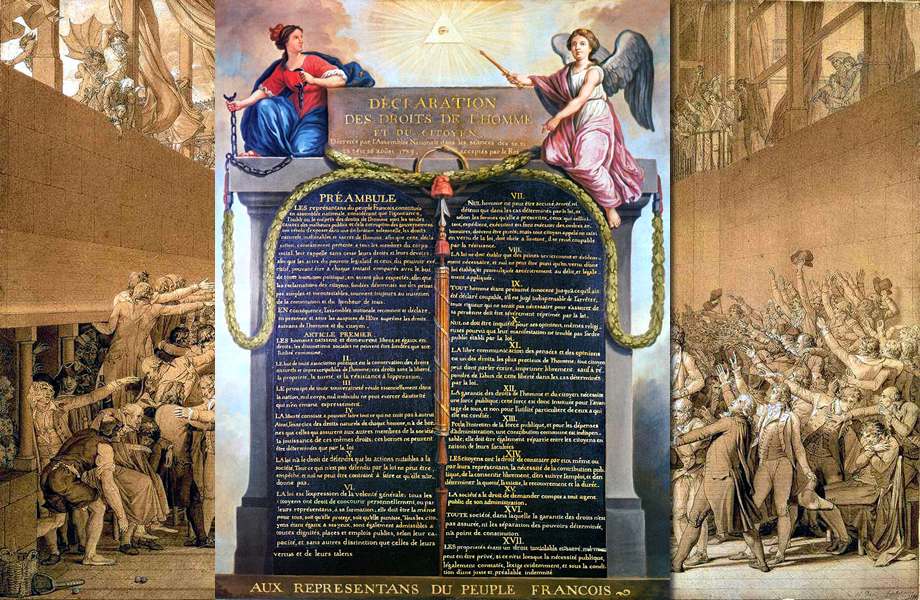 DÉCLARATION
DES DROITS DE L'HOMME
ET DU CITOYEN,
Décrétés par l'Assemblée Nationale dans les séances des 20, 21
acceptés par le Roi
PRÉAMBULE
LES représentans du peuple François, constitués
en assemblée nationale, considérant que l'ignorance,
l'oubli ou le mépris des droits de l'homme sont les seules
causes des malheurs publics et de la corruption des gouvernemens
ont résolu d'exposer dans une déclaration solemnelle, les droits
naturels, inaliénables et sacrés de l'homme; afin que cette décla
ration, constamment présente à tous les membres du corps
social, leur rappelle sans cesse leurs droits et leurs devoirs;
afin que les actes du pouvoir législatif et ceux du pouvoir exé
cutif, pouvant être à chaque instant comparés avec le but
de toute institution politique, en soient plus respectés; afin que
les réclamations des citoyens, fondées désormais sur des princi
pes simples et incontestables, tournent toujours au maintien
de la constitution et du bonheur de tous.
EN conséquence, l'assemblée nationale reconnoit et déclare,
en présence et sous les auspices de l'Etre suprême les droits
suivans de l'homme et du citoyen.
ARTICLE PREMIER.
LES hommes naissent et demeurent libres et égaux en
droits, les distinctions sociales ne peuvent être fondées que sur
l'utilité commune.
II.
LE but de toute association politique est la conservation des droits
naturels et imprescriptibles de l'homme; ces droits sont la liberté,
la propriété, la sureté, et la résistance à l'oppression.
III
LE principe de toute souveraineté réside essentiellement dans
la nation, nul corps, nul individu ne peut exercer d'autorité
qui n'en émane expressément.
IV
LA liberté consiste à pouvoir faire tout ce qui ne nuit pas à autrui
Ainsi, l'exercice des droits naturels de chaque homme, n'a de bor
nes que celles qui assurent aux autres membres de la société
la jouissance de ces mêmes droits; ces bornes ne peuvent
être déterminées que par la loi
V
LA loi n'a le droit de défendre que les actions nuisibles à la
société. Tout ce qui n'est pas défendu par la loi ne peut être
empêché, et nul ne peut être contraint à faire ce qu'elle n'or
donne pas.
VI.
LA loi est l'expression de la volonté générale; tous les
citoyens ont droit de concourir personnellement, ou par
leurs représentans, à sa formation; elle doit être la même
pour tous, soit qu'elle protege, soit qu'elle punisse. Tous les cito
yens étant égaux à ses yeux, sont également admissibles à
toutes dignités, places et emplois publics, selon leur ca
pacité, et sans autres distinction que celles de leurs
vertus et de leurs talens
VII.
NUL homme ne peut être accusé, arrêté ni
détenu que dans les cas déterminés par la loi, et
selon les formes qu'elle a prescrites, ceux qui sollici
tent, expédient, exécutent ou font exécuter des ordres ar
bitraires, doivent être punis; mais tout citoyen appelé ou saisi
en vertu de la loi, doit obéir à l'instant, il se rend coupable
par la résistance.
VIII.
LA loi ne doit établir que des peines strictement et évidem
ment nécessaires, et nul ne peut être puni qu'en vertu d'une
loi établie et promulguée antérieurement au délit, et légale
ment appliquée.
IX.
TOUT homme étant présumé innocent jusqu'à ce qu'il ait
été déclaré coupable, s'il est jugé indispensable de l'arrêter,
toute rigueur qui ne seroit pas nécessaire pour s'assurer de
sa personne doit être sévèrement réprimée par la loi.
X.
NUL ne doit être inquiété pour ses opinions, mêmes religi
euses pourvu que leur manifestation ne trouble pas l'ordre
public établi par la loi.
XI.
LA libre communication des pensées et des opinions
est un des droits les plus précieux de l'homme; tout citoyen
peut donc parler, écrire, imprimer librement, sauf à ré
pondre de l'abus de cette liberté dans les cas déterminés
par la loi.
XII.
LA garantie des droits de l'homme et du citoyen nécessite
une force publique; cette force est donc instituée pour l'avan
tage de tous, et non pour l'utilité particulière de ceux à qui
elle est confiée.
XIII.
POUR l'entretien de la force publique, et pour les dépenses
d'administration, une contribution commune est indispen
sable; elle doit être également répartie entre les citoyens en
raison de leurs facultées.
XIV.
LES citoyens ont le droit de constater par eux même ou
par leurs représentans, la nécessité de la contribution pub
lique, de la consentir librement, d'en suivre l'emploi, et d'en
déterminer la quotité, l'assiette, le recouvrement et la durée.
XV.
LA société a le droit de demander compte à tout agent
public de son administration.
XVI.
TOUTE société, dans laquelle la garantie des droits n'est
pas assurée, ni les séparation des pouvoirs déterminée,
n'a point de constitution.
XVII.
LES propriétés étant un droit inviolable et sacré, nul ne
peut en être privé, si ce n'est lorsque la nécessité publique,
légalement constatée, l'exige évidemment, et sous la condition
d'une juste et préalable indemnité
AUX REPRESENTANS DU PEUPLE FRANCOIS